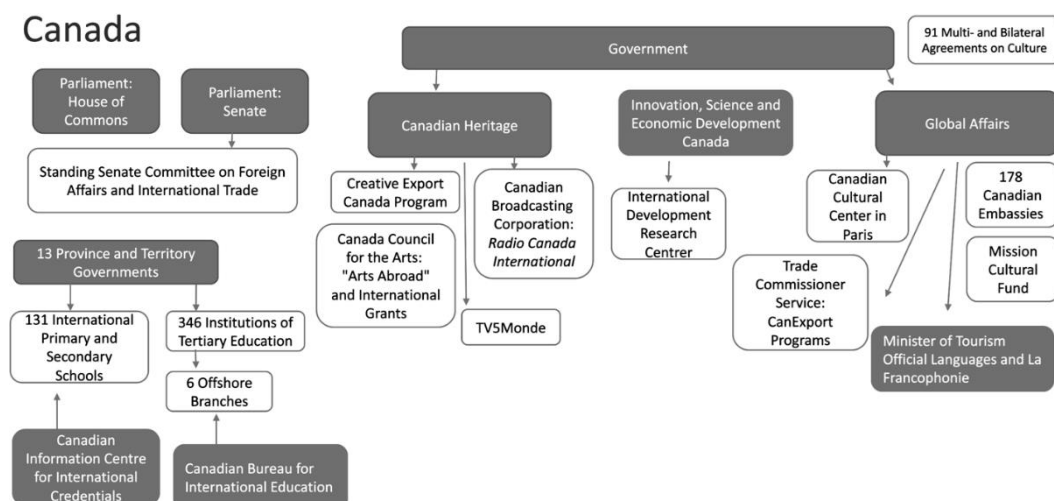 Canada
Government
91 Multi- and Bilateral
Agreements on Culture
Parliament:
House of
Commons
Parliament:
Senate
Canadian Heritage
Innovation, Science and
Economic Development
Canada
Global Affairs
Standing Senate Committee on Foreign
Affairs and International Trade
Creative Export
Canada Program
Canadian
Broadcasting
Corporation:
Radio Canada
International
International
Development
Research
Centrer
Canadian
Cultural
Center in
Paris
178
Canadian
Embassies
Canada Council
for the Arts:
"Arts Abroad"
and International
Grants
Mission
Cultural
Fund
13 Province and Territory
Governments
Trade
Commissioner
Service:
CanExport
Programs
131 International
Primary and
Secondary
Schools
346 Institutions of
Tertiary Education
TV5Monde
Minister of Tourism
Official Languages and La
Francophonie
6 Offshore
Branches
Canadian
Information Centre
for International
Credentials
Canadian Bureau for
International Education